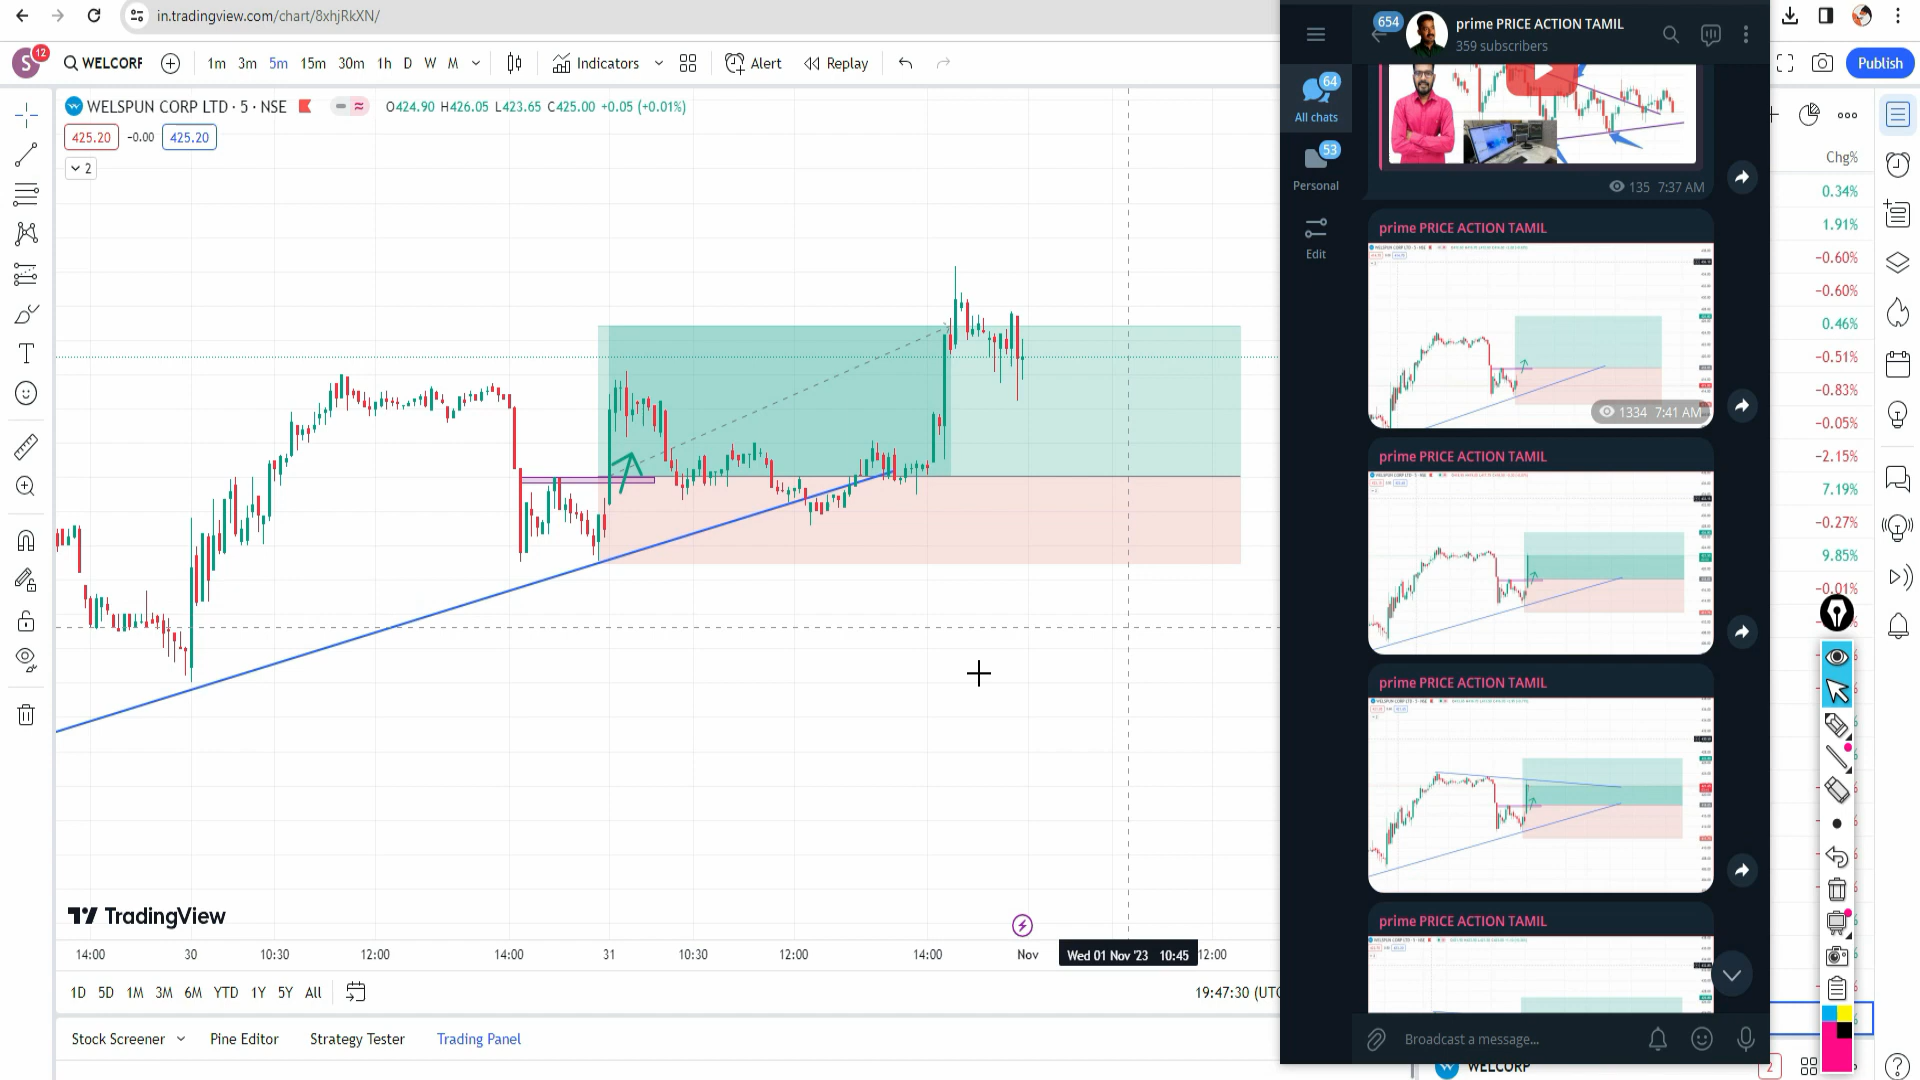 in.tradingview.com/chart/8xhjRkXN/
S 12 WELCORP 1m 3m 5m 15m 30m 1h D W M Indicators Alert Replay Publish
WELSPUN CORP LTD · 5 · NSE O424.90 H426.05 L423.65 C425.00 +0.05 (+0.01%)
425.20 -0.00 425.20
2
TradingView
14:00 30 10:30 12:00 14:00 31 10:30 12:00 14:00 Nov Wed 01 Nov '23 10:45 12:00
1D 5D 1M 3M 6M YTD 1Y 5Y All 19:47:30 (UTC
Stock Screener Pine Editor Strategy Tester Trading Panel
654 prime PRICE ACTION TAMIL
359 subscribers
64
All chats
53
Personal
Edit
135 7:37 AM
prime PRICE ACTION TAMIL
1334 7:41 AM
prime PRICE ACTION TAMIL
prime PRICE ACTION TAMIL
prime PRICE ACTION TAMIL
Broadcast a message...
Chg%
0.34%
1.91%
-0.60%
-0.60%
0.46%
-0.51%
-0.83%
-0.05%
-2.15%
7.19%
-0.27%
9.85%
-0.01%
WELCORP 2